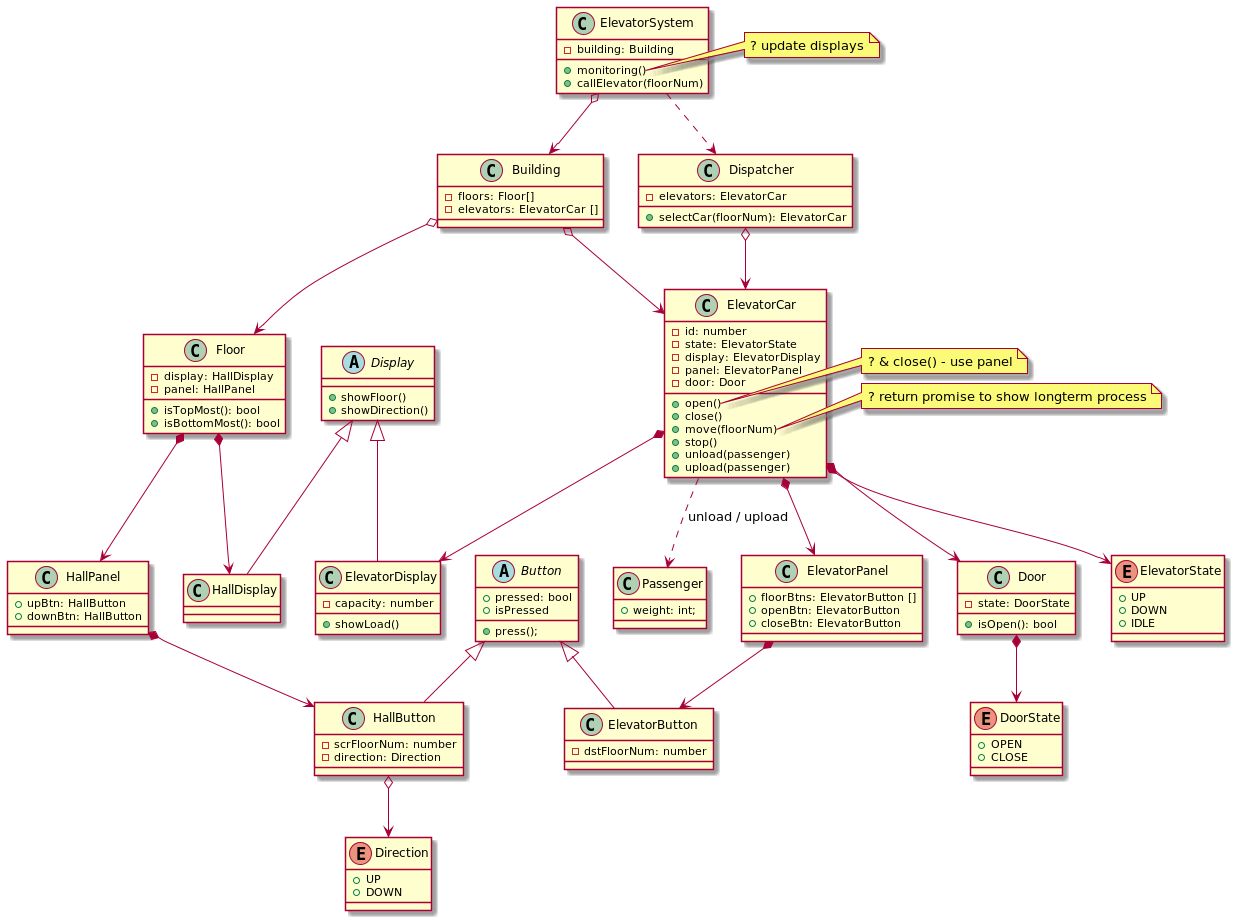 C ElevatorSystem
building: Building
monitoring()
callElevator(floorNum)
? update displays
C Building
floors: Floor[]
elevators: ElevatorCar []
C Dispatcher
elevators: ElevatorCar
selectCar(floorNum): ElevatorCar
C ElevatorCar
id: number
state: ElevatorState
display: ElevatorDisplay
panel: ElevatorPanel
door: Door
open()
close()
move(floorNum)
stop()
unload(passenger)
upload(passenger)
? & close() - use panel
? return promise to show longterm process
C Floor
display: HallDisplay
panel: HallPanel
isTopMost(): bool
isBottomMost(): bool
A Display
showFloor()
showDirection()
unload / upload
C HallPanel
upBtn: HallButton
downBtn: HallButton
C HallDisplay
C ElevatorDisplay
capacity: number
showLoad()
A Button
pressed: bool
isPressed
press();
C Passenger
weight: int;
C ElevatorPanel
floorBtns: ElevatorButton []
openBtn: ElevatorButton
closeBtn: ElevatorButton
C Door
state: DoorState
isOpen(): bool
E ElevatorState
UP
DOWN
IDLE
C HallButton
scrFloorNum: number
direction: Direction
C ElevatorButton
dstFloorNum: number
E DoorState
OPEN
CLOSE
E Direction
UP
DOWN